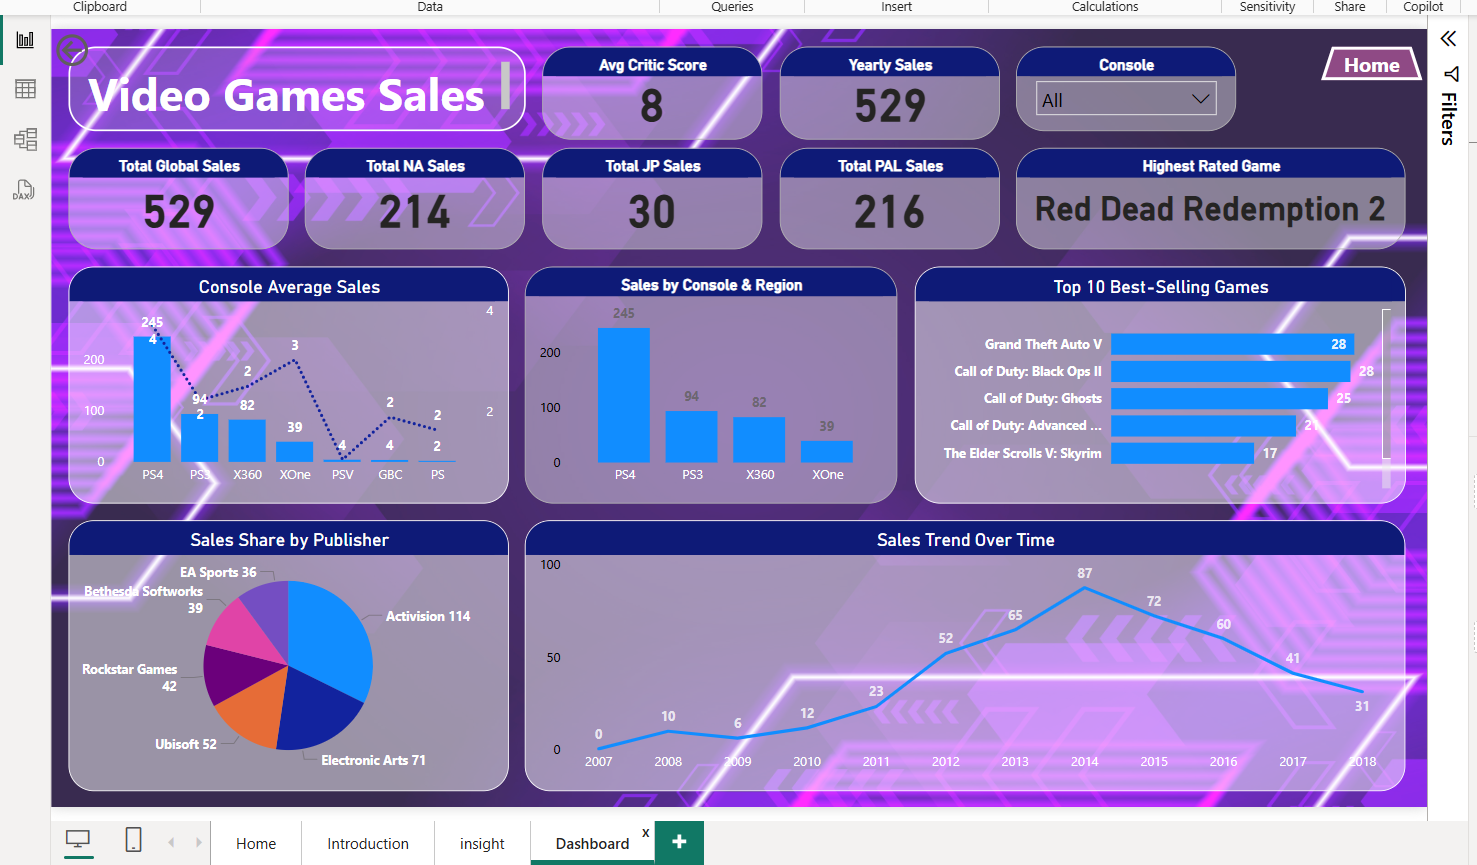 Clipboard
Data
Queries
Insert
Calculations
Sensitivity
Share
Copilot
Video Games Sales
Avg Critic Score
8
Yearly Sales
529
Console
All
Home
Filters
Total Global Sales
529
Total NA Sales
214
Total JP Sales
30
Total PAL Sales
216
Highest Rated Game
Red Dead Redemption 2
Console Average Sales
245
4
94
2
2
82
3
39
4
2
4
2
2
200
100
0
4
2
PS4
PS3
X360
XOne
PSV
GBC
PS
Sales by Console & Region
245
94
82
39
200
100
0
PS4
PS3
X360
XOne
Top 10 Best-Selling Games
Grand Theft Auto V 28
Call of Duty: Black Ops II 28
Call of Duty: Ghosts 25
Call of Duty: Advanced ... 21
The Elder Scrolls V: Skyrim 17
Sales Share by Publisher
EA Sports 36
Bethesda Softworks
39
Activision 114
Rockstar Games
42
Ubisoft 52
Electronic Arts 71
Sales Trend Over Time
100
50
0
0
10
6
12
23
52
65
87
72
60
41
31
2007
2008
2009
2010
2011
2012
2013
2014
2015
2016
2017
2018
DAX
Home
Introduction
insight
Dashboard
x
+